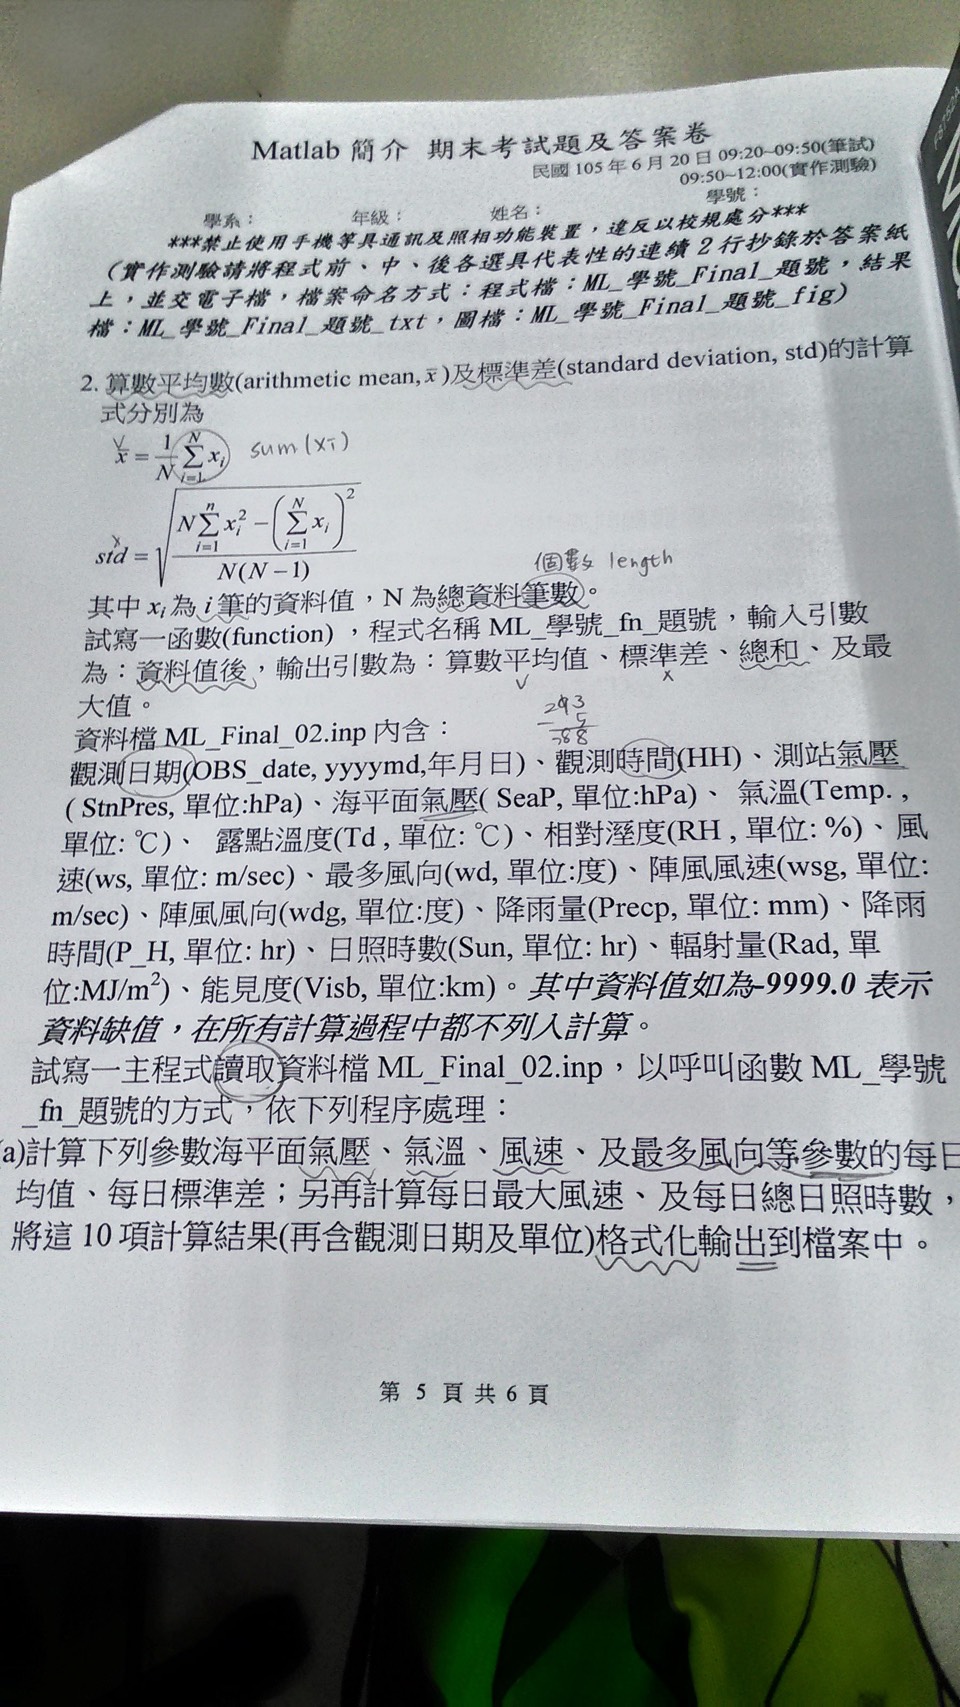 Matlab 簡介 期末考試題及答案卷
民國 105 年 6 月 20 日 09:20~09:50(筆試)
09:50~12:00(實作測驗)
學系： 年級： 姓名： 學號：
***禁止使用手機等具通訊及照相功能裝置，違反以校規處分***
（實作測驗請將程式前、中、後各選具代表性的連續 2 行抄錄於答案紙
上，並交電子檔，檔案命名方式：程式檔：ML_學號_Final_題號，結果
檔：ML_學號_Final_題號_txt，圖檔：ML_學號_Final_題號_fig）
2. 算數平均數(arithmetic mean, x̄ )及標準差(standard deviation, std)的計算
式分別為
x̄ = 1/N ∑_{i=1}^{N} x_i sum(xi)
std = √((N∑_{i=1}^{n} x_i^2 − (∑_{i=1}^{N} x_i)^2) / (N(N−1)))
個數 length
其中 x_i 為 i 筆的資料值，N 為總資料筆數。
試寫一函數(function) ，程式名稱 ML_學號_fn_題號，輸入引數
為：資料值後，輸出引數為：算數平均值、標準差、總和、及最
大值。
資料檔 ML_Final_02.inp 內含：
觀測日期(OBS_date, yyyymd,年月日)、觀測時間(HH)、測站氣壓
( StnPres, 單位:hPa)、海平面氣壓( SeaP, 單位:hPa)、 氣溫(Temp. ,
單位: ℃)、 露點溫度(Td , 單位: ℃)、相對溼度(RH , 單位: %)、風
速(ws, 單位: m/sec)、最多風向(wd, 單位:度)、陣風風速(wsg, 單位:
m/sec)、陣風風向(wdg, 單位:度)、降雨量(Precp, 單位: mm)、降雨
時間(P_H, 單位: hr)、日照時數(Sun, 單位: hr)、輻射量(Rad, 單
位:MJ/m²)、能見度(Visb, 單位:km)。其中資料值如為-9999.0 表示
資料缺值，在所有計算過程中都不列入計算。
試寫一主程式讀取資料檔 ML_Final_02.inp，以呼叫函數 ML_學號
_fn_題號的方式，依下列程序處理：
(a)計算下列參數海平面氣壓、氣溫、風速、及最多風向等參數的每日
均值、每日標準差；另再計算每日最大風速、及每日總日照時數，
將這 10 項計算結果(再含觀測日期及單位)格式化輸出到檔案中。
第 5 頁 共 6 頁